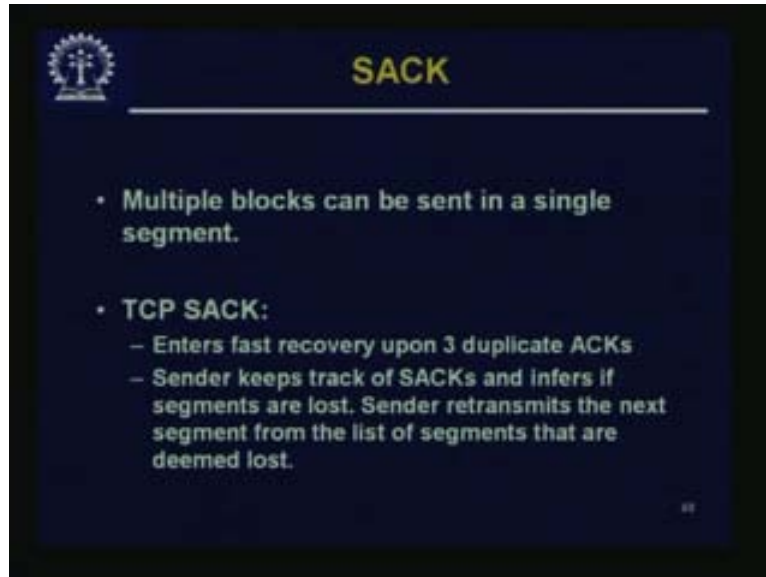 SACK
• Multiple blocks can be sent in a single
segment.
• TCP SACK:
– Enters fast recovery upon 3 duplicate ACKs
– Sender keeps track of SACKs and infers if
segments are lost. Sender retransmits the next
segment from the list of segments that are
deemed lost.